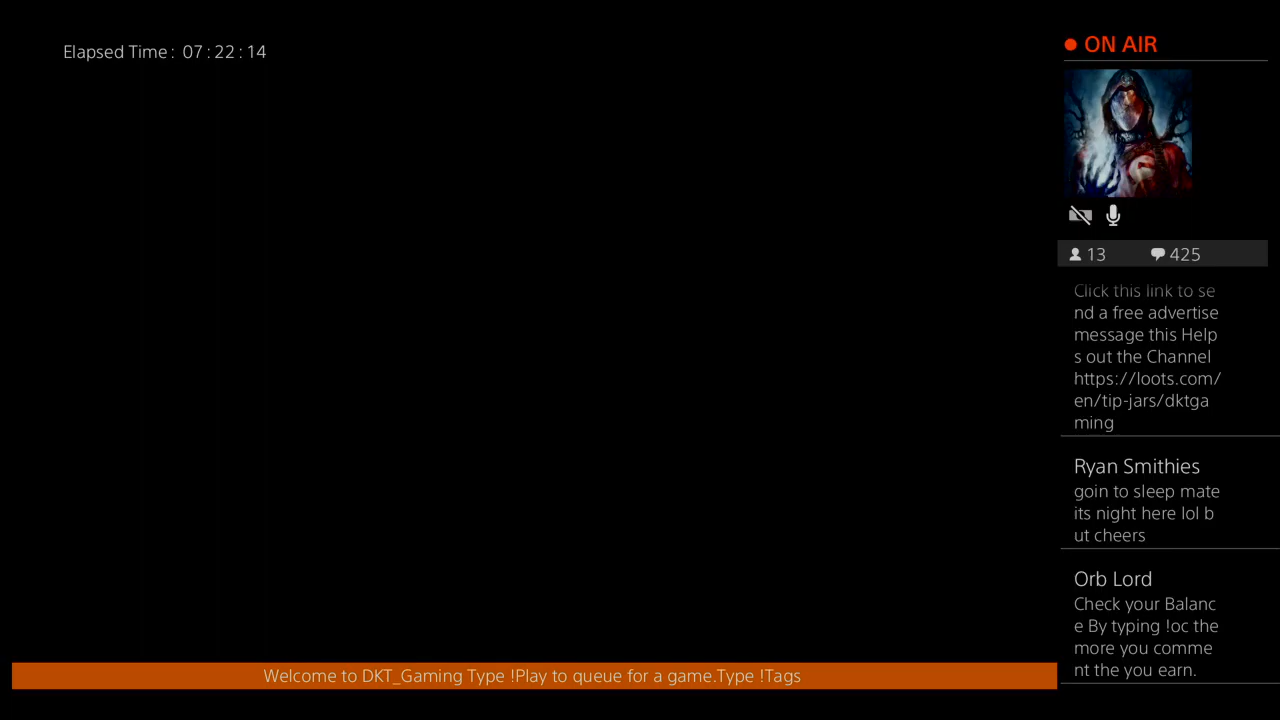 Elapsed Time: 07:22:14
ON AIR
13 425
Click this link to se
nd a free advertise
message this Help
s out the Channel
https://loots.com/
en/tip-jars/dktga
ming
Ryan Smithies
goin to sleep mate
its night here lol b
ut cheers
Orb Lord
Check your Balanc
e By typing !oc the
more you comme
nt the you earn.
Welcome to DKT_Gaming Type !Play to queue for a game.Type !Tags